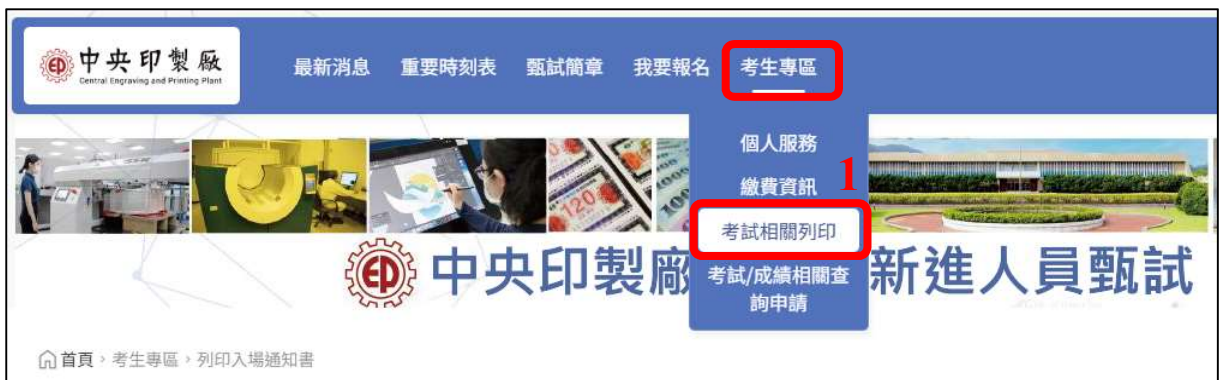 中央印製廠
Central Engraving and Printing Plant
最新消息 重要時刻表 甄試簡章 我要報名 考生專區
個人服務
繳費資訊
1
考試相關列印
考試/成績相關查
詢申請
中央印製廠
新進人員甄試
首頁 › 考生專區 › 列印入場通知書